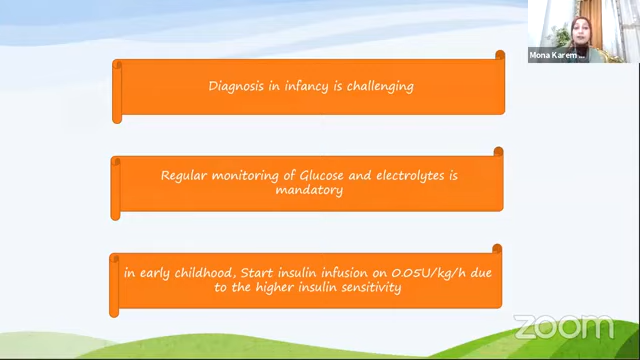 Mona Karem ...
Diagnosis in infancy is challenging
Regular monitoring of Glucose and electrolytes is
mandatory
in early childhood, Start insulin infusion on 0.05U/kg/h due
to the higher insulin sensitivity
zoom